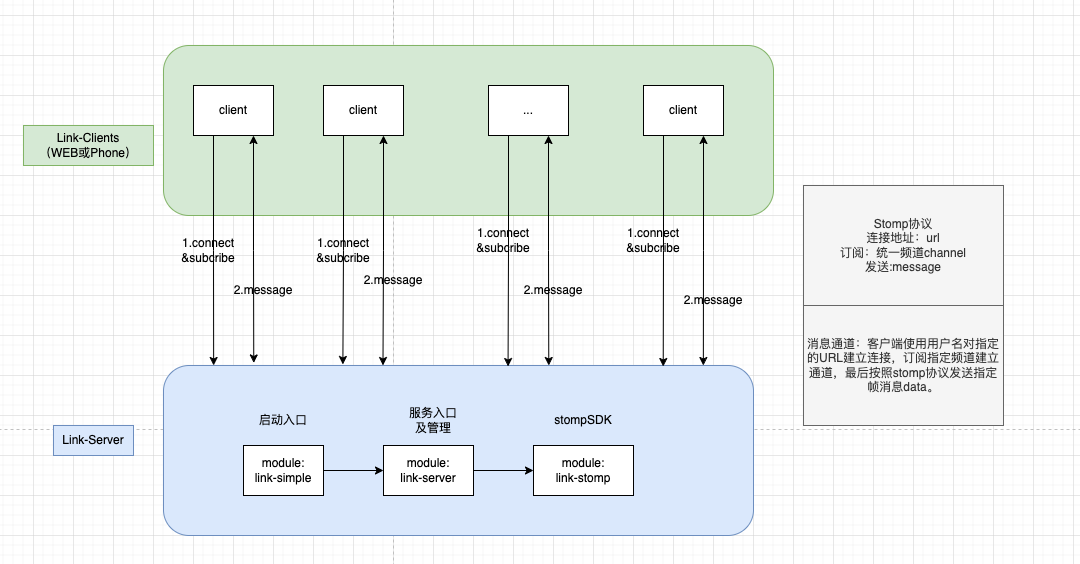 client
client
...
client
Link-Clients
（WEB或Phone）
1.connect
&subcribe
1.connect
&subcribe
1.connect
&subcribe
1.connect
&subcribe
2.message
2.message
2.message
2.message
Stomp协议
连接地址：url
订阅：统一频道channel
发送:message
消息通道：客户端使用用户名对指定
的URL建立连接，订阅指定频道建立
通道，最后按照stomp协议发送指定
帧消息data。
Link-Server
启动入口
服务入口
及管理
stompSDK
module:
link-simple
module:
link-server
module:
link-stomp